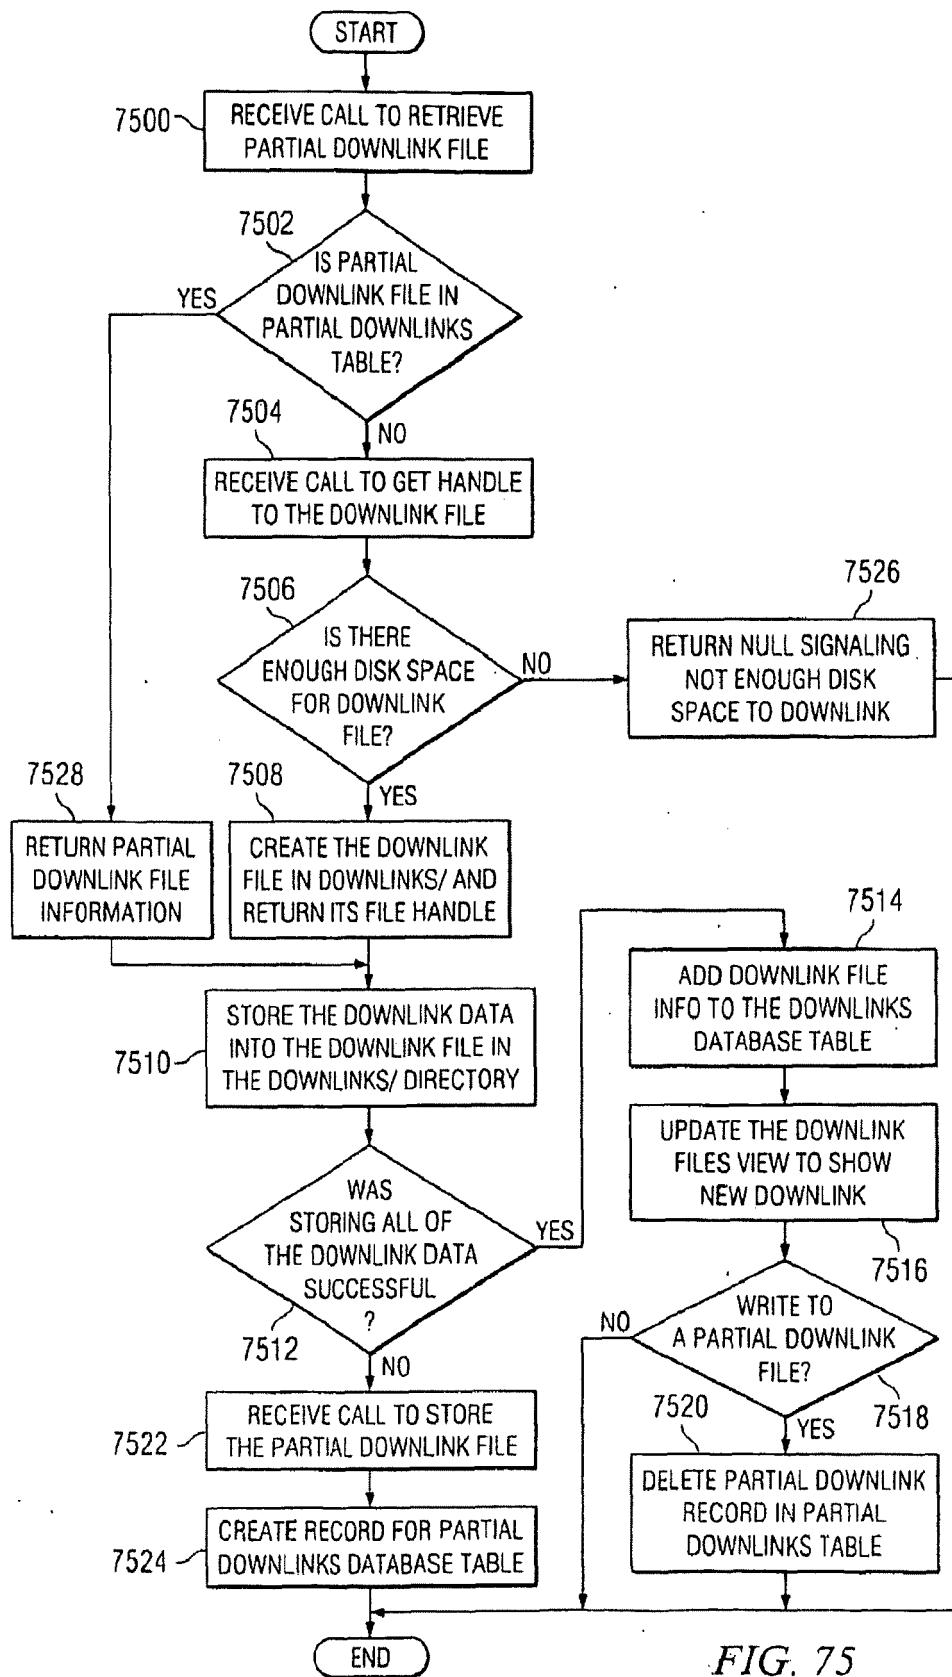 START
7500
RECEIVE CALL TO RETRIEVE
PARTIAL DOWNLINK FILE
7502
IS PARTIAL
DOWNLINK FILE IN
PARTIAL DOWNLINKS
TABLE?
YES
NO
7504
RECEIVE CALL TO GET HANDLE
TO THE DOWNLINK FILE
7506
IS THERE
ENOUGH DISK SPACE
FOR DOWNLINK
FILE?
NO
YES
7526
RETURN NULL SIGNALING
NOT ENOUGH DISK
SPACE TO DOWNLINK
7528
RETURN PARTIAL
DOWNLINK FILE
INFORMATION
7508
CREATE THE DOWNLINK
FILE IN DOWNLINKS/ AND
RETURN ITS FILE HANDLE
7510
STORE THE DOWNLINK DATA
INTO THE DOWNLINK FILE IN
THE DOWNLINKS/ DIRECTORY
WAS
STORING ALL OF
THE DOWNLINK DATA
SUCCESSFUL
?
7512
YES
NO
7514
ADD DOWNLINK FILE
INFO TO THE DOWNLINKS
DATABASE TABLE
UPDATE THE DOWNLINK
FILES VIEW TO SHOW
NEW DOWNLINK
7516
WRITE TO
A PARTIAL DOWNLINK
FILE?
NO
7518
YES
7520
DELETE PARTIAL DOWNLINK
RECORD IN PARTIAL
DOWNLINKS TABLE
7522
RECEIVE CALL TO STORE
THE PARTIAL DOWNLINK FILE
7524
CREATE RECORD FOR PARTIAL
DOWNLINKS DATABASE TABLE
END
FIG. 75